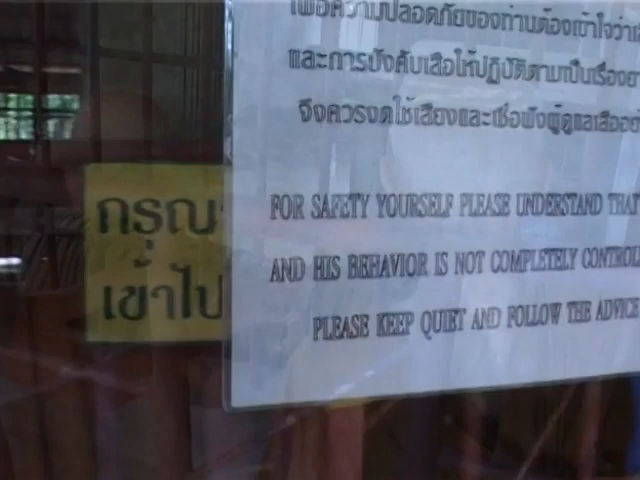 เพื่อความปลอดภัยของท่านต้องเข้าใจว่าเ
และการบังคับเสือให้ปฏิบัติตามเป็นเรื่องย
จึงควรงดใช้เสียงและเชื่อฟังผู้ดูแลเสืออย่
FOR SAFETY YOURSELF PLEASE UNDERSTAND THAT
AND HIS BEHAVIOR IS NOT COMPLETELY CONTROL
PLEASE KEEP QUIET AND FOLLOW THE ADVICE
กรุณ
เข้าไป